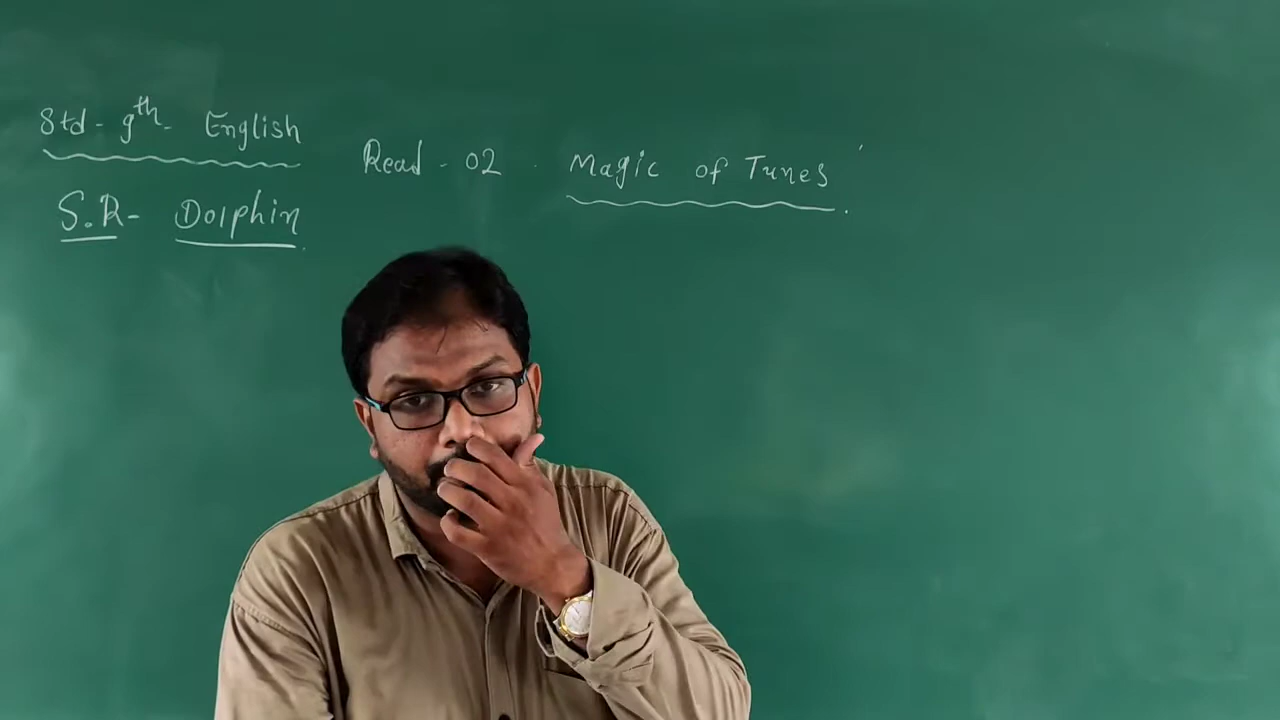 Std - 9th - English
S.R - Dolphin
Read - 02 - Magic of Tunes'